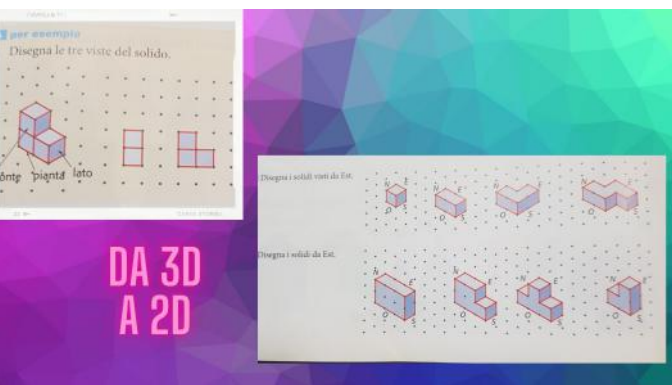 per esempio
Disegna le tre viste del solido.
pianta lato
Disegna i solidi visti da Est.
N E N E N E N E
O S O S O S O S
Disegna i solidi da Est.
N E N E N E N E
O S O S O S O S
DA 3D
A 2D